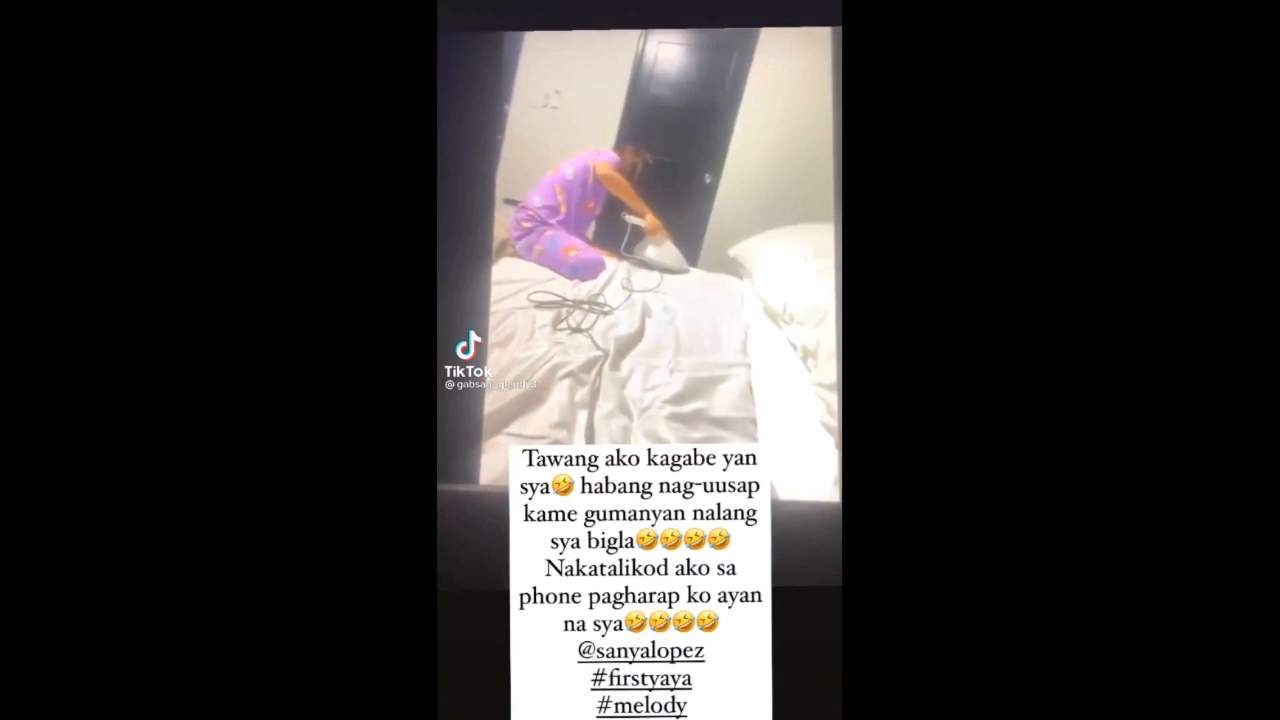 TikTok
Tawang ako kagabe yan
sya🤣 habang nag-uusap
kame gumanyan nalang
sya bigla🤣🤣🤣🤣
Nakatalikod ako sa
phone pagharap ko ayan
na sya🤣🤣🤣🤣
@sanyalopez
#firstyaya
#melody